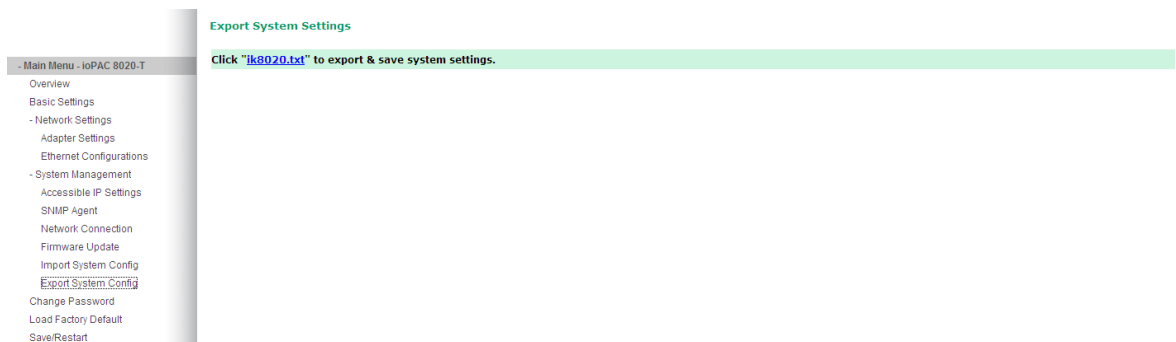 Export System Settings
Click "ik8020.txt" to export & save system settings.
- Main Menu - ioPAC 8020-T
Overview
Basic Settings
- Network Settings
Adapter Settings
Ethernet Configurations
- System Management
Accessible IP Settings
SNMP Agent
Network Connection
Firmware Update
Import System Config
Export System Config
Change Password
Load Factory Default
Save/Restart